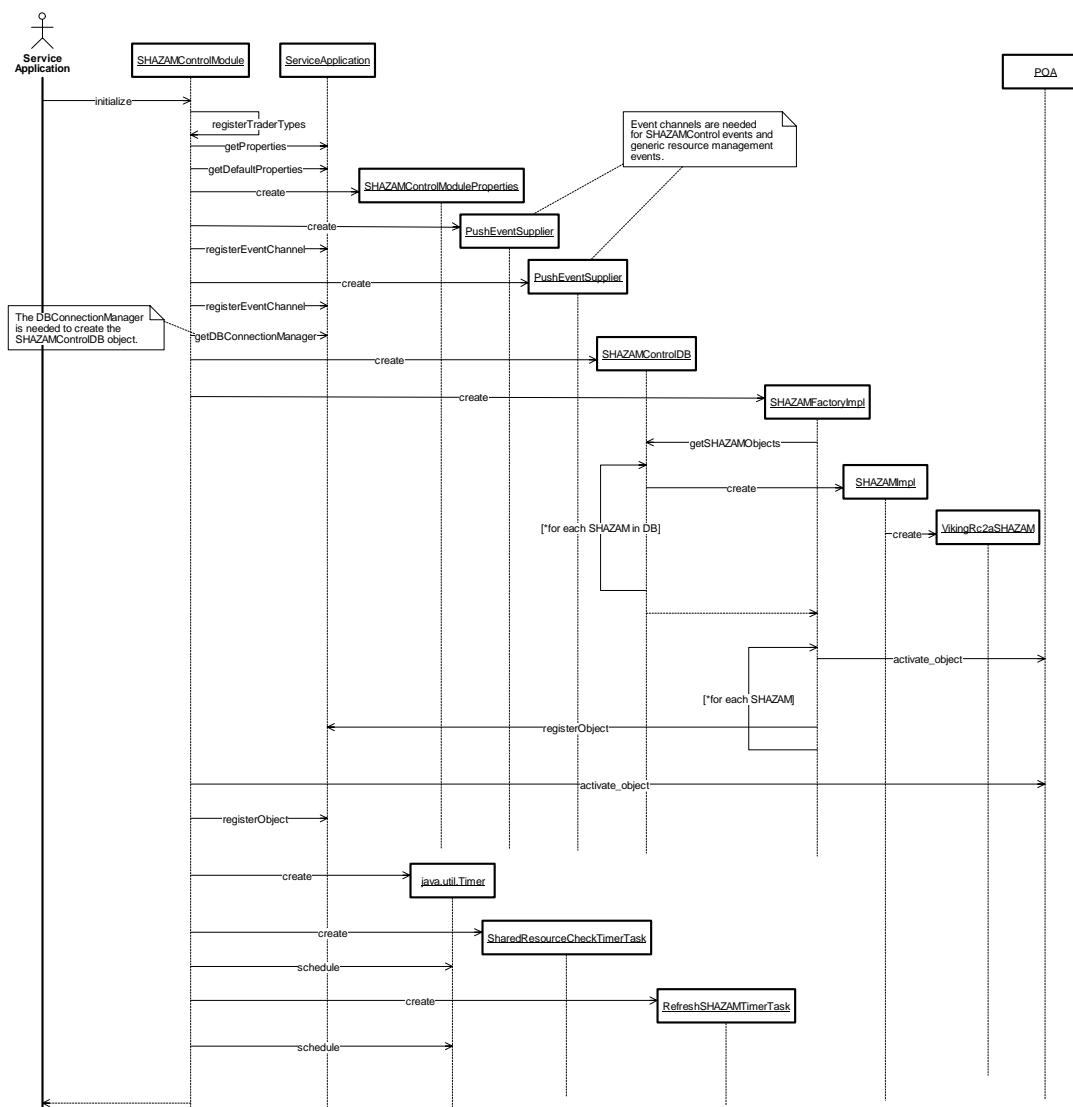 Service
Application
SHAZAMControlModule
ServiceApplication
POA
initialize
registerTraderTypes
getProperties
getDefaultProperties
create
SHAZAMControlModuleProperties
Event channels are needed
for SHAZAMControl events and
generic resource management
events.
create
PushEventSupplier
registerEventChannel
create
PushEventSupplier
registerEventChannel
The DBConnectionManager
is needed to create the
SHAZAMControlDB object.
getDBConnectionManager
create
SHAZAMControlDB
create
SHAZAMFactoryImpl
getSHAZAMObjects
create
SHAZAMImpl
[*for each SHAZAM in DB]
create
VikingRc2aSHAZAM
activate_object
[*for each SHAZAM]
registerObject
activate_object
registerObject
create
java.util.Timer
create
SharedResourceCheckTimerTask
schedule
create
RefreshSHAZAMTimerTask
schedule